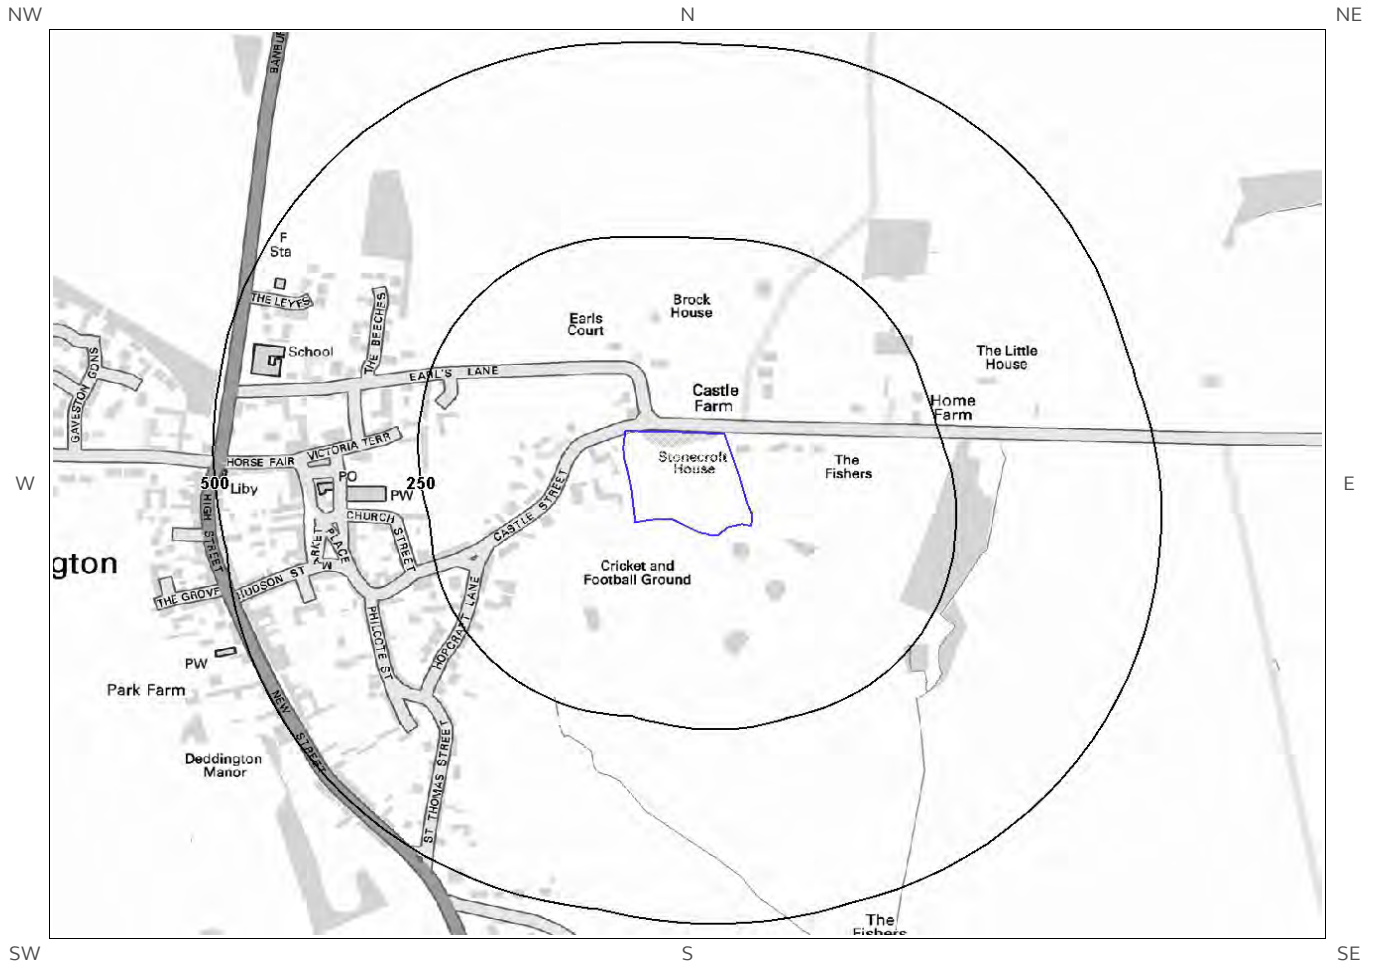 NW
N
NE
BANBU
F
Sta
THE LEYES
THE BEECHES
Brock
House
Earls
Court
School
The Little
House
GAVESTON GDNS
EARL'S LANE
Castle
Farm
Home
Farm
VICTORIA TERR
HORSE FAIR
Stonecroft
House
The
Fishers
W
500
Liby
PO
PW
250
E
HIGH STREET
CHURCH STREET
MARKET PLACE
CASTLE STREET
gton
Cricket and
Football Ground
THE GROVE
HUDSON ST
PHILCOTE ST
HOPCRAFT LANE
PW
Park Farm
NEW STREET
Deddington
Manor
ST THOMAS STREET
The
Fishers
SW
S
SE